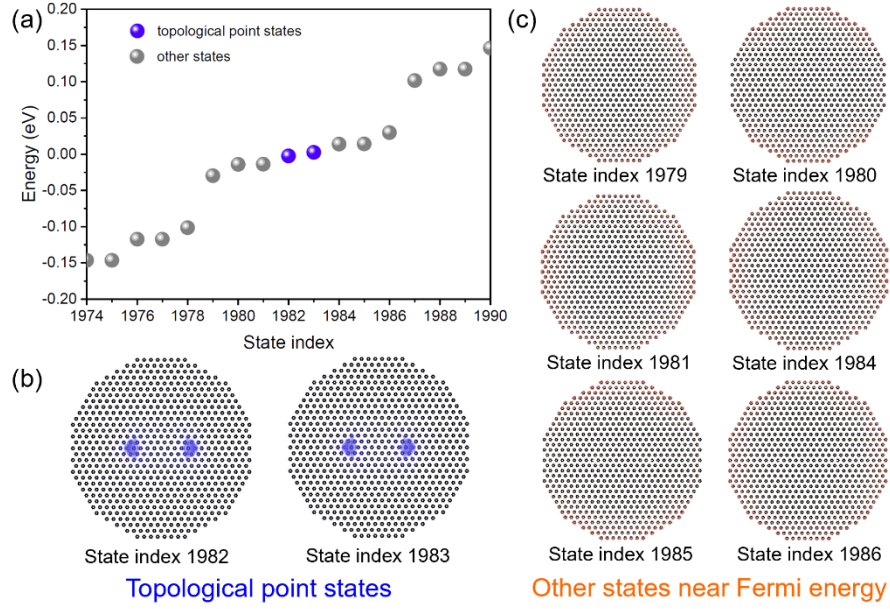 (a)
0.20
0.15
0.10
0.05
0.00
-0.05
-0.10
-0.15
-0.20
Energy (eV)
topological point states
other states
1974 1976 1978 1980 1982 1984 1986 1988 1990
State index
(b)
State index 1982 State index 1983
Topological point states
(c)
State index 1979 State index 1980
State index 1981 State index 1984
State index 1985 State index 1986
Other states near Fermi energy